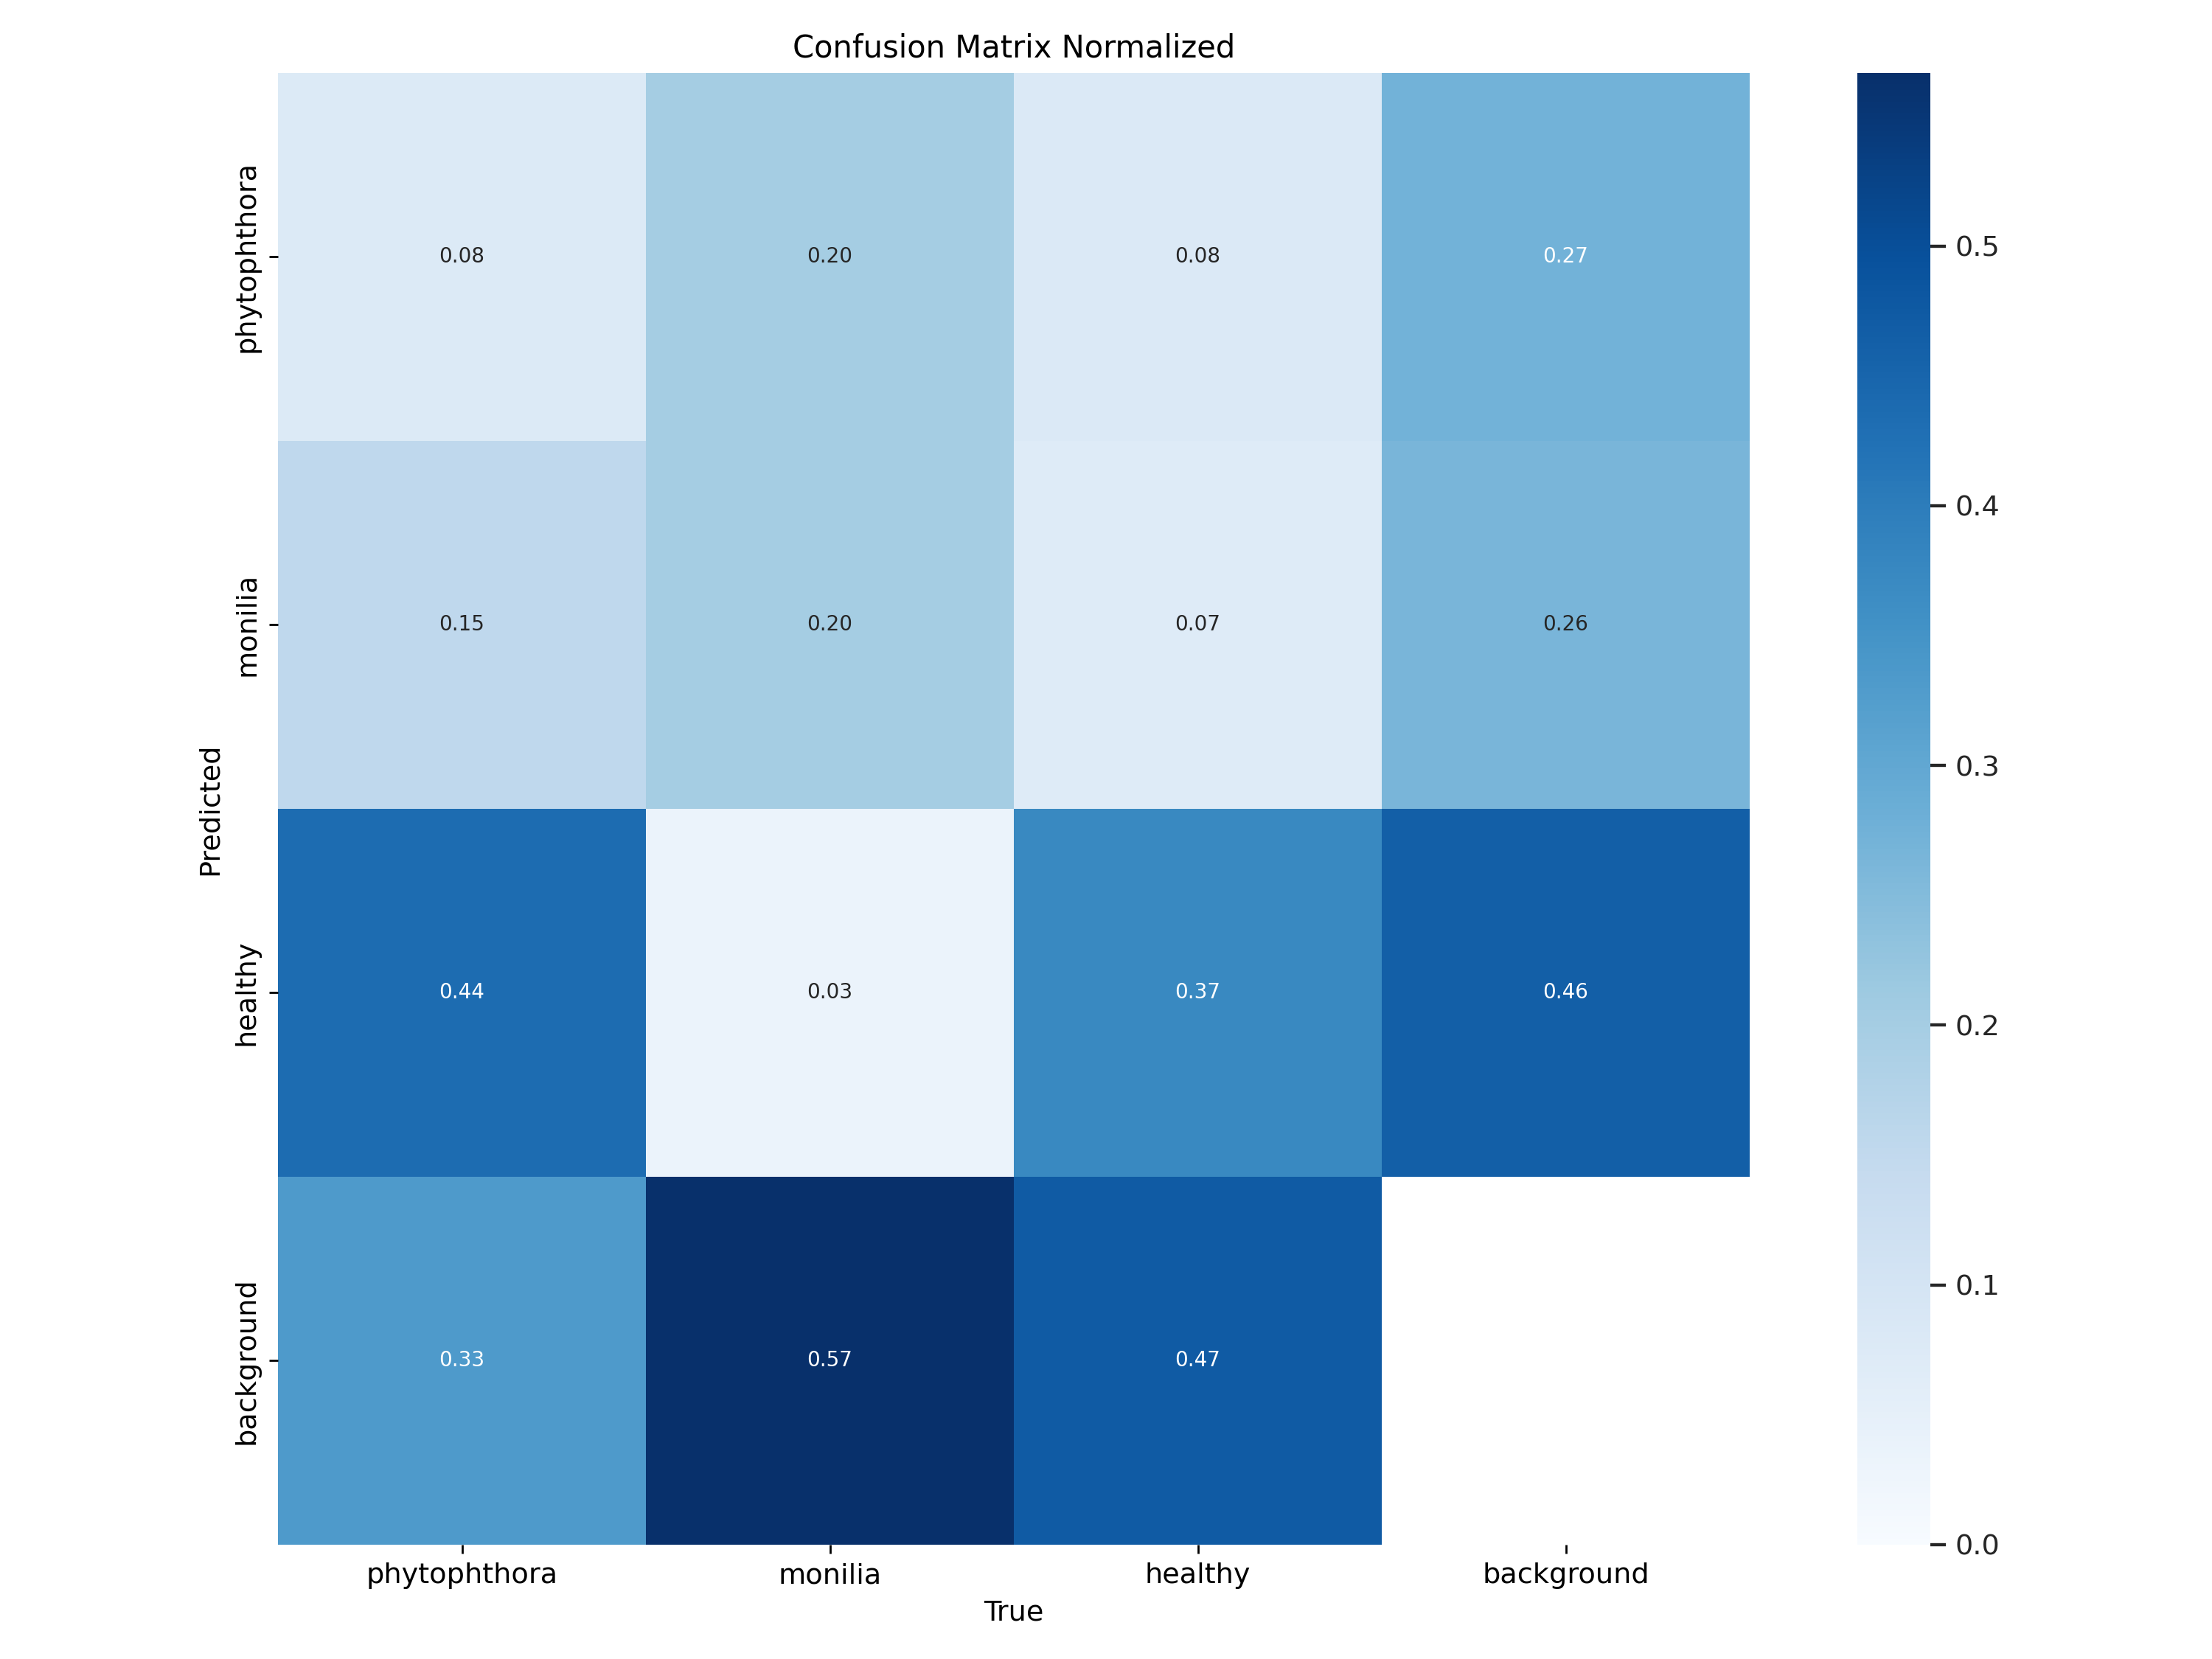 Confusion Matrix Normalized
phytophthora
0.08 0.20 0.08 0.27
monilia
0.15 0.20 0.07 0.26
healthy
0.44 0.03 0.37 0.46
background
0.33 0.57 0.47
Predicted
phytophthora monilia healthy background
True
0.5
0.4
0.3
0.2
0.1
0.0